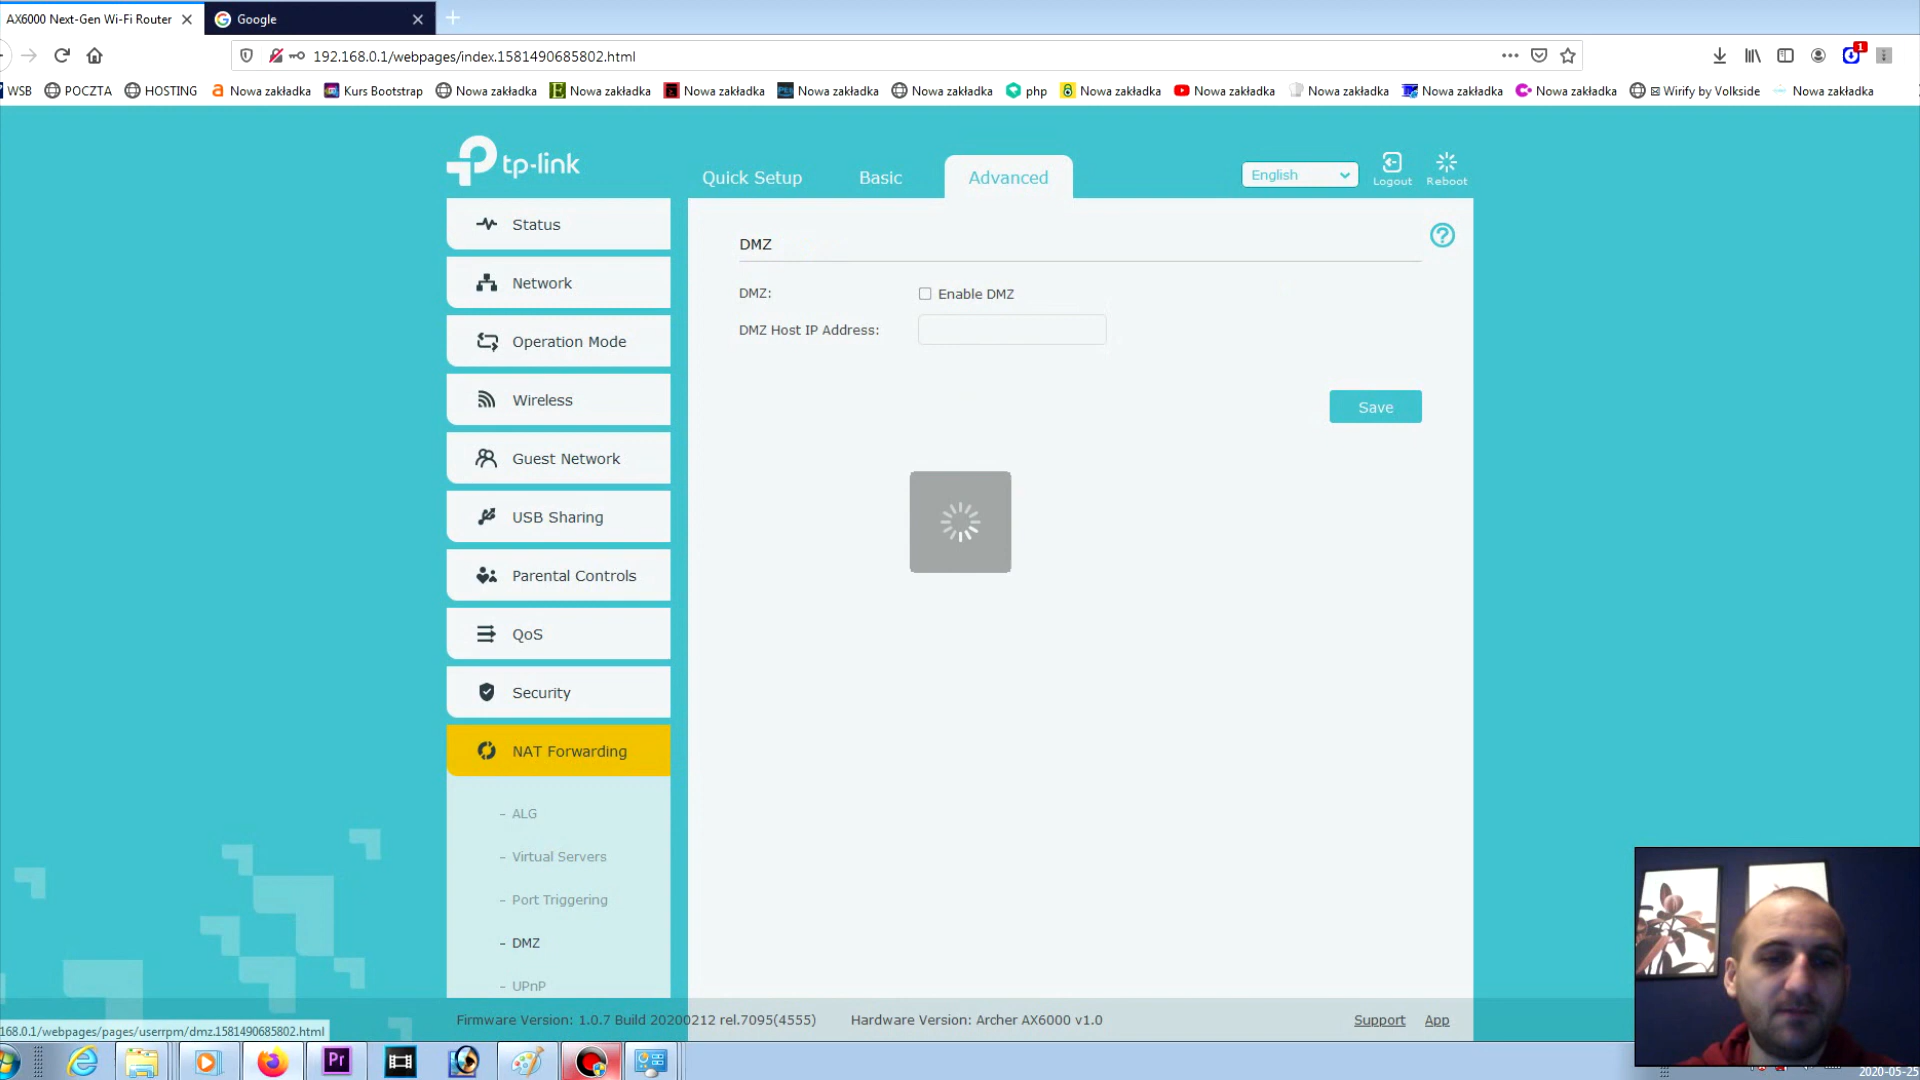 AX6000 Next-Gen Wi-Fi Router
Google
192.168.0.1/webpages/index.1581490685802.html
1
WSB POCZTA HOSTING Nowa zakładka Kurs Bootstrap Nowa zakładka Nowa zakładka Nowa zakładka Nowa zakładka Nowa zakładka php Nowa zakładka Nowa zakładka Nowa zakładka Nowa zakładka Nowa zakładka Wirify by Volkside Nowa zakładka
tp-link
Quick Setup
Basic
Advanced
English
Logout
Reboot
Status
Network
Operation Mode
Wireless
Guest Network
USB Sharing
Parental Controls
QoS
Security
NAT Forwarding
- ALG
- Virtual Servers
- Port Triggering
- DMZ
- UPnP
DMZ
DMZ:
Enable DMZ
DMZ Host IP Address:
Save
168.0.1/webpages/pages/userrpm/dmz.1581490685802.html
Firmware Version: 1.0.7 Build 20200212 rel.7095(4555)
Hardware Version: Archer AX6000 v1.0
Support
App
Pr
2020-05-25